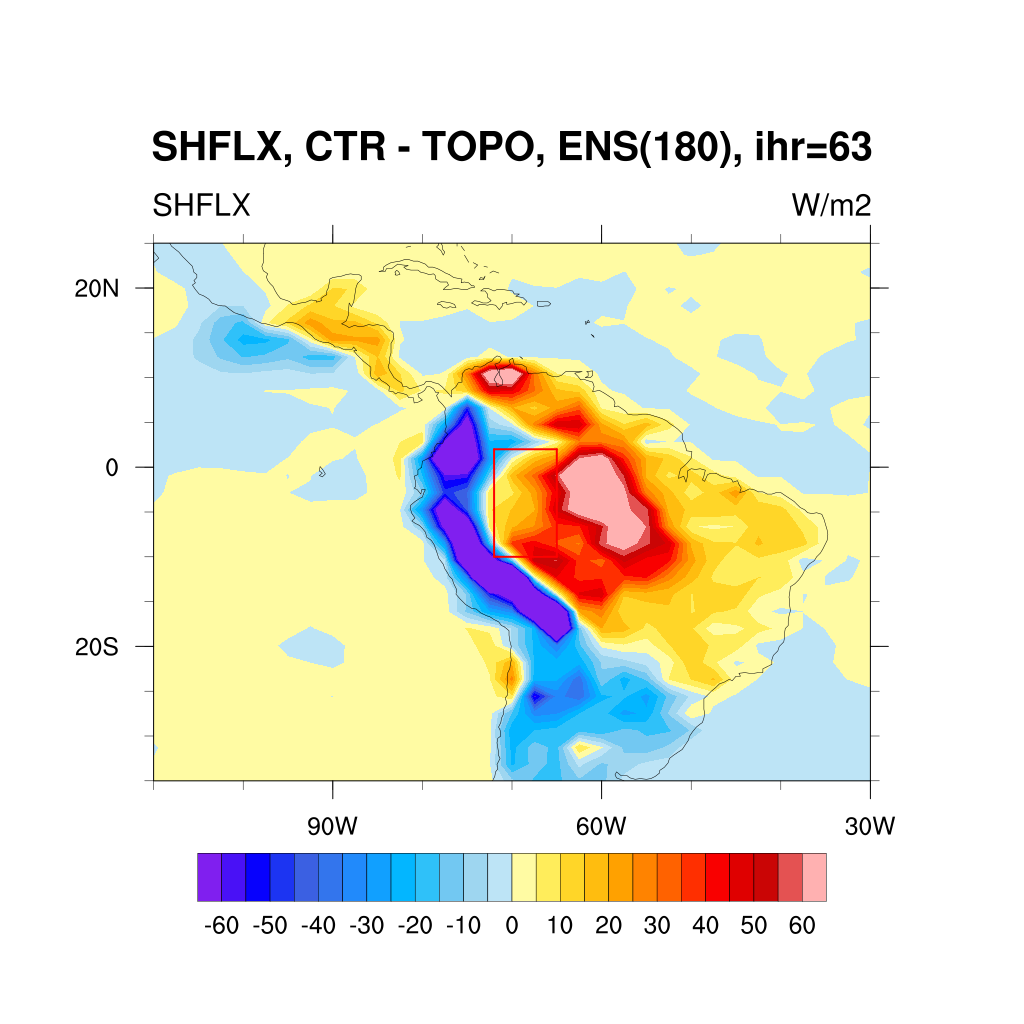 SHFLX, CTR - TOPO, ENS(180), ihr=63
SHFLX W/m2
20N
0
20S
90W 60W 30W
-60 -50 -40 -30 -20 -10 0 10 20 30 40 50 60